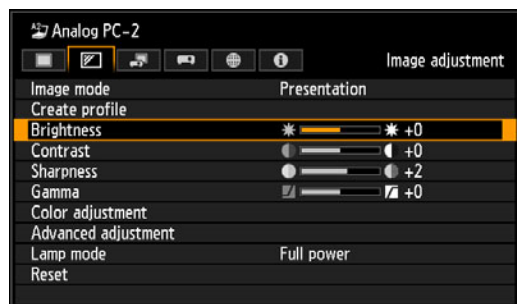 Analog PC-2
Image adjustment
Image mode Presentation
Create profile
Brightness +0
Contrast +0
Sharpness +2
Gamma +0
Color adjustment
Advanced adjustment
Lamp mode Full power
Reset